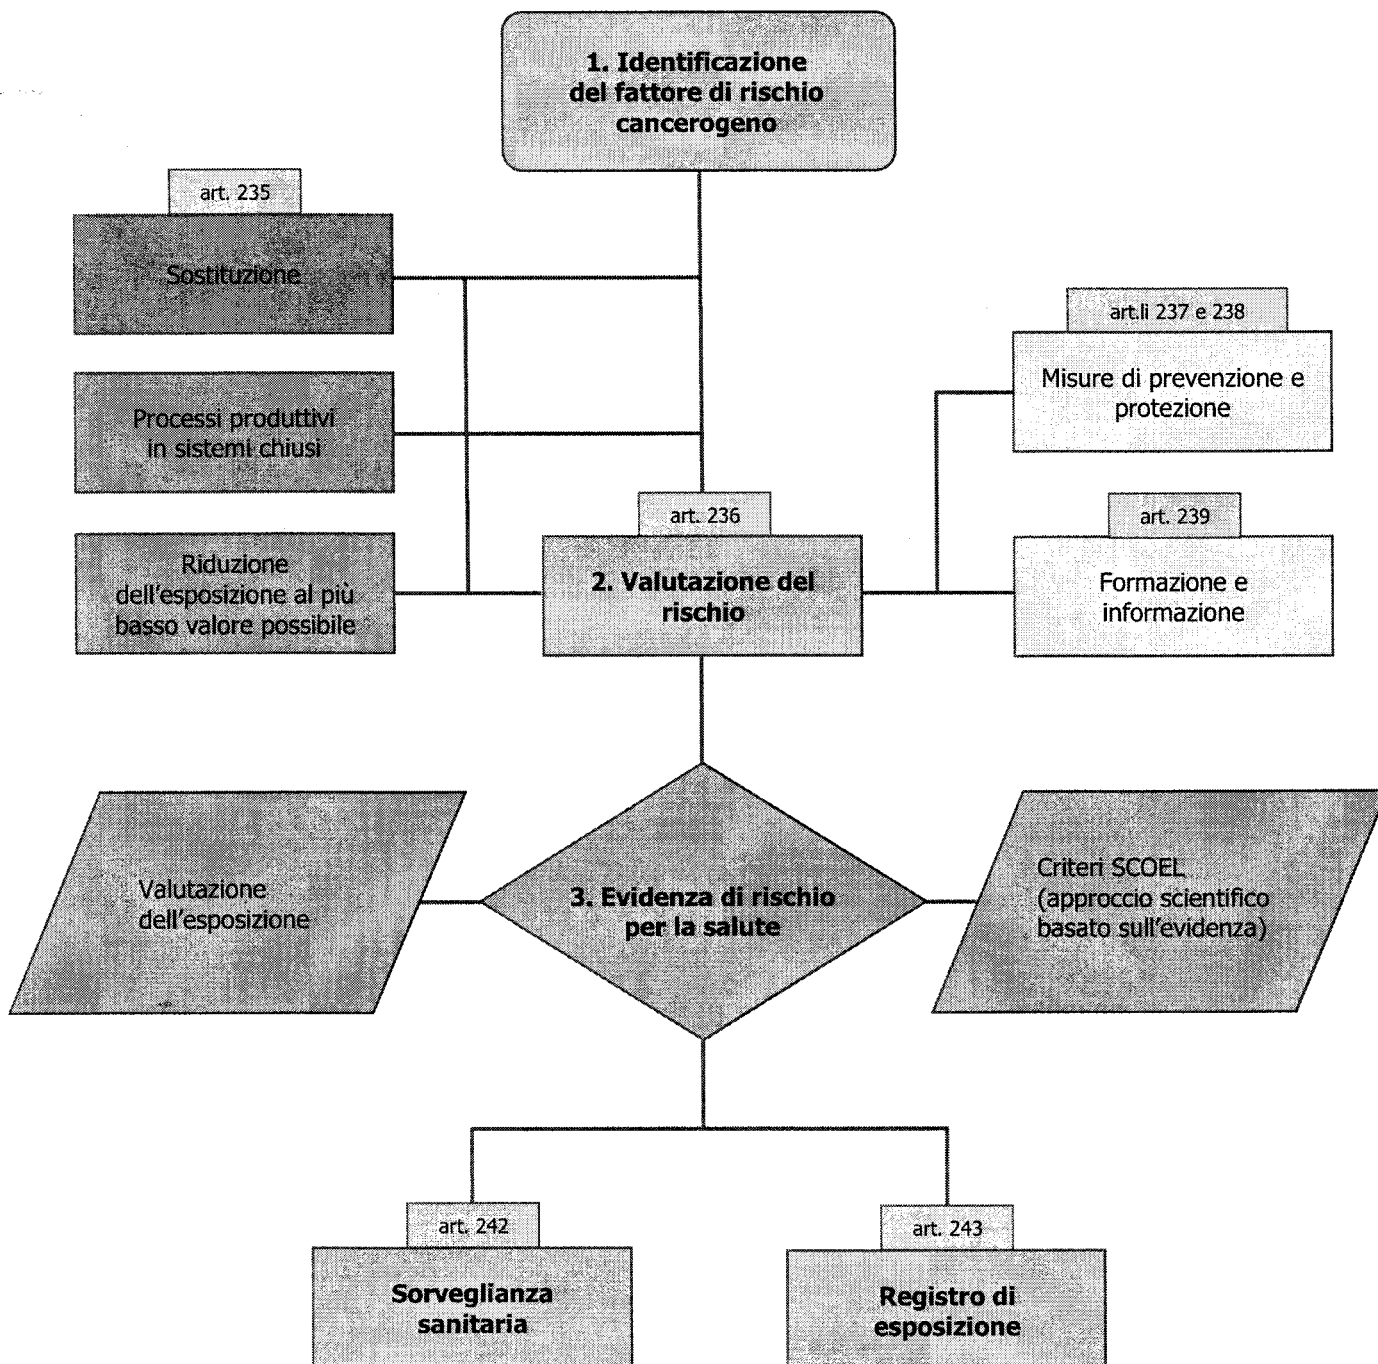 1. Identificazione
del fattore di rischio
cancerogeno
art. 235
Sostituzione
Processi produttivi
in sistemi chiusi
Riduzione
dell'esposizione al più
basso valore possibile
art. 236
2. Valutazione del
rischio
art.li 237 e 238
Misure di prevenzione e
protezione
art. 239
Formazione e
informazione
Valutazione
dell'esposizione
3. Evidenza di rischio
per la salute
Criteri SCOEL
(approccio scientifico
basato sull'evidenza)
art. 242
Sorveglianza
sanitaria
art. 243
Registro di
esposizione